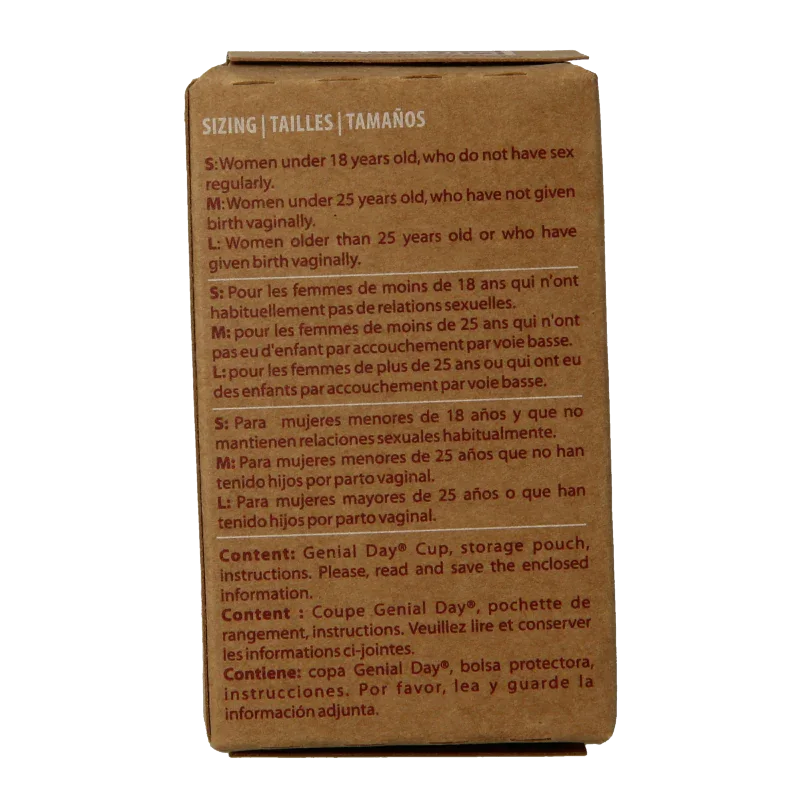 SIZING | TAILLES | TAMAÑOS
S: Women under 18 years old, who do not have sex
regularly.
M: Women under 25 years old, who have not given
birth vaginally.
L: Women older than 25 years old or who have
given birth vaginally.
S: Pour les femmes de moins de 18 ans qui n'ont
habituellement pas de relations sexuelles.
M: pour les femmes de moins de 25 ans qui n'ont
pas eu d'enfant par accouchement par voie basse.
L: pour les femmes de plus de 25 ans ou qui ont eu
des enfants par accouchement par voie basse.
S: Para mujeres menores de 18 años y que no
mantienen relaciones sexuales habitualmente.
M: Para mujeres menores de 25 años que no han
tenido hijos por parto vaginal.
L: Para mujeres mayores de 25 años o que han
tenido hijos por parto vaginal.
Content: Genial Day® Cup, storage pouch,
instructions. Please, read and save the enclosed
information.
Content : Coupe Genial Day®, pochette de
rangement, instructions. Veuillez lire et conserver
les informations ci-jointes.
Contiene: copa Genial Day®, bolsa protectora,
instrucciones. Por favor, lea y guarde la
información adjunta.